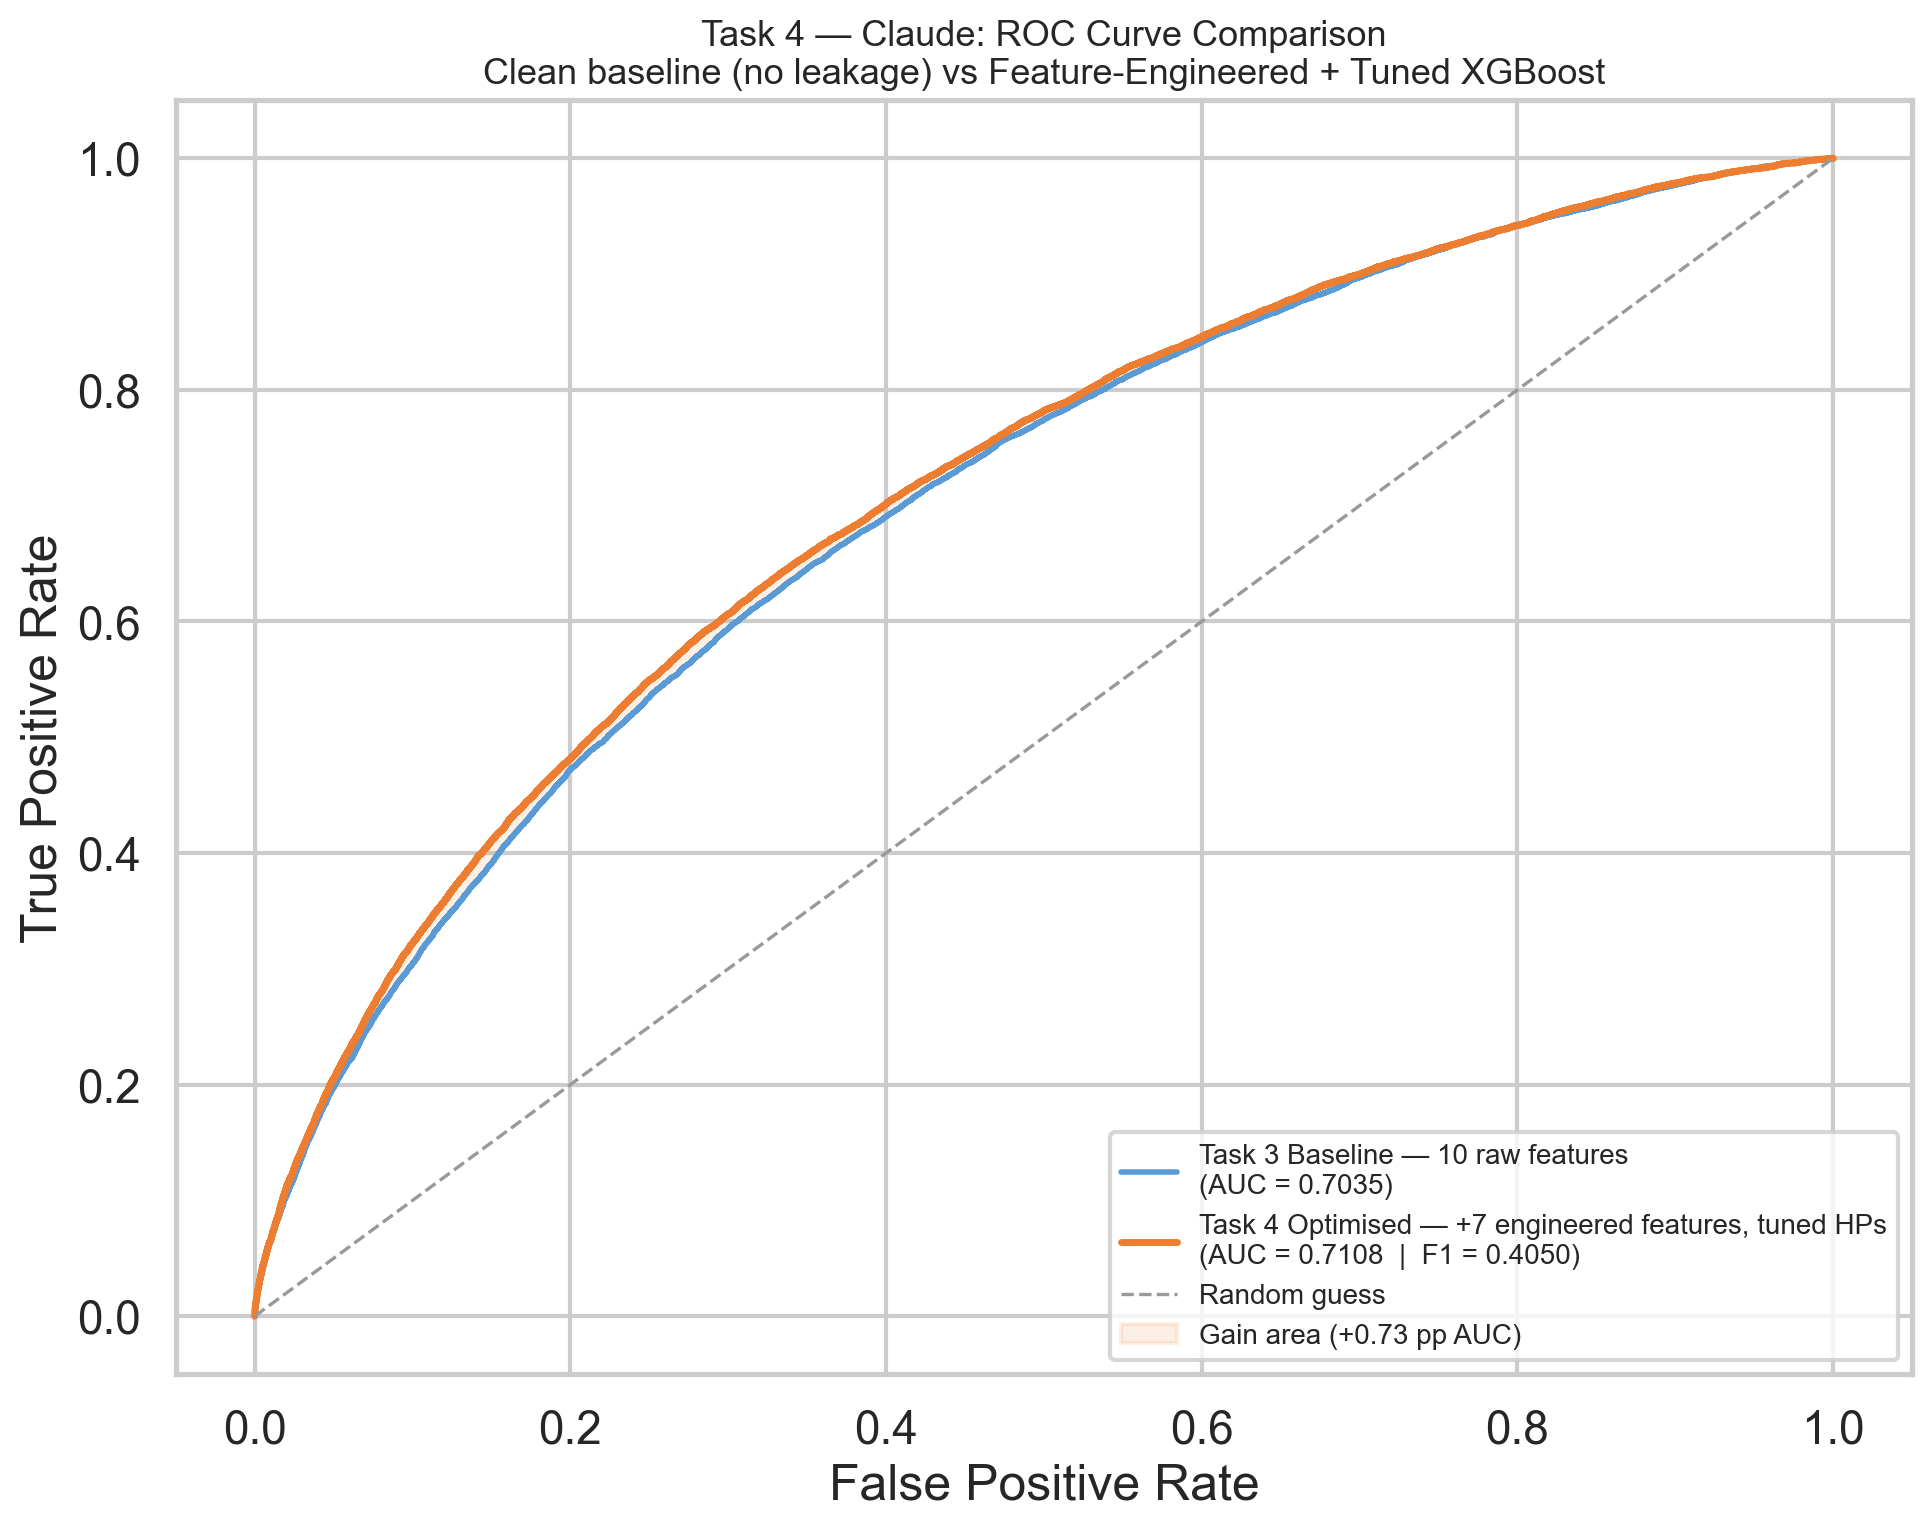 Task 4 — Claude: ROC Curve Comparison
Clean baseline (no leakage) vs Feature-Engineered + Tuned XGBoost
True Positive Rate
1.0
0.8
0.6
0.4
0.2
0.0
Task 3 Baseline — 10 raw features
(AUC = 0.7035)
Task 4 Optimised — +7 engineered features, tuned HPs
(AUC = 0.7108 | F1 = 0.4050)
Random guess
Gain area (+0.73 pp AUC)
0.0 0.2 0.4 0.6 0.8 1.0
False Positive Rate